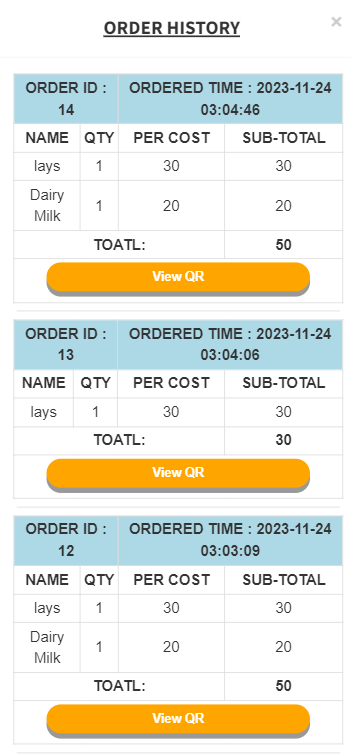 ORDER HISTORY ×
ORDER ID : ORDERED TIME : 2023-11-24
14 03:04:46
NAME QTY PER COST SUB-TOTAL
lays 1 30 30
Dairy
Milk 1 20 20
TOATL: 50
View QR
ORDER ID : ORDERED TIME : 2023-11-24
13 03:04:06
NAME QTY PER COST SUB-TOTAL
lays 1 30 30
TOATL: 30
View QR
ORDER ID : ORDERED TIME : 2023-11-24
12 03:03:09
NAME QTY PER COST SUB-TOTAL
lays 1 30 30
Dairy
Milk 1 20 20
TOATL: 50
View QR